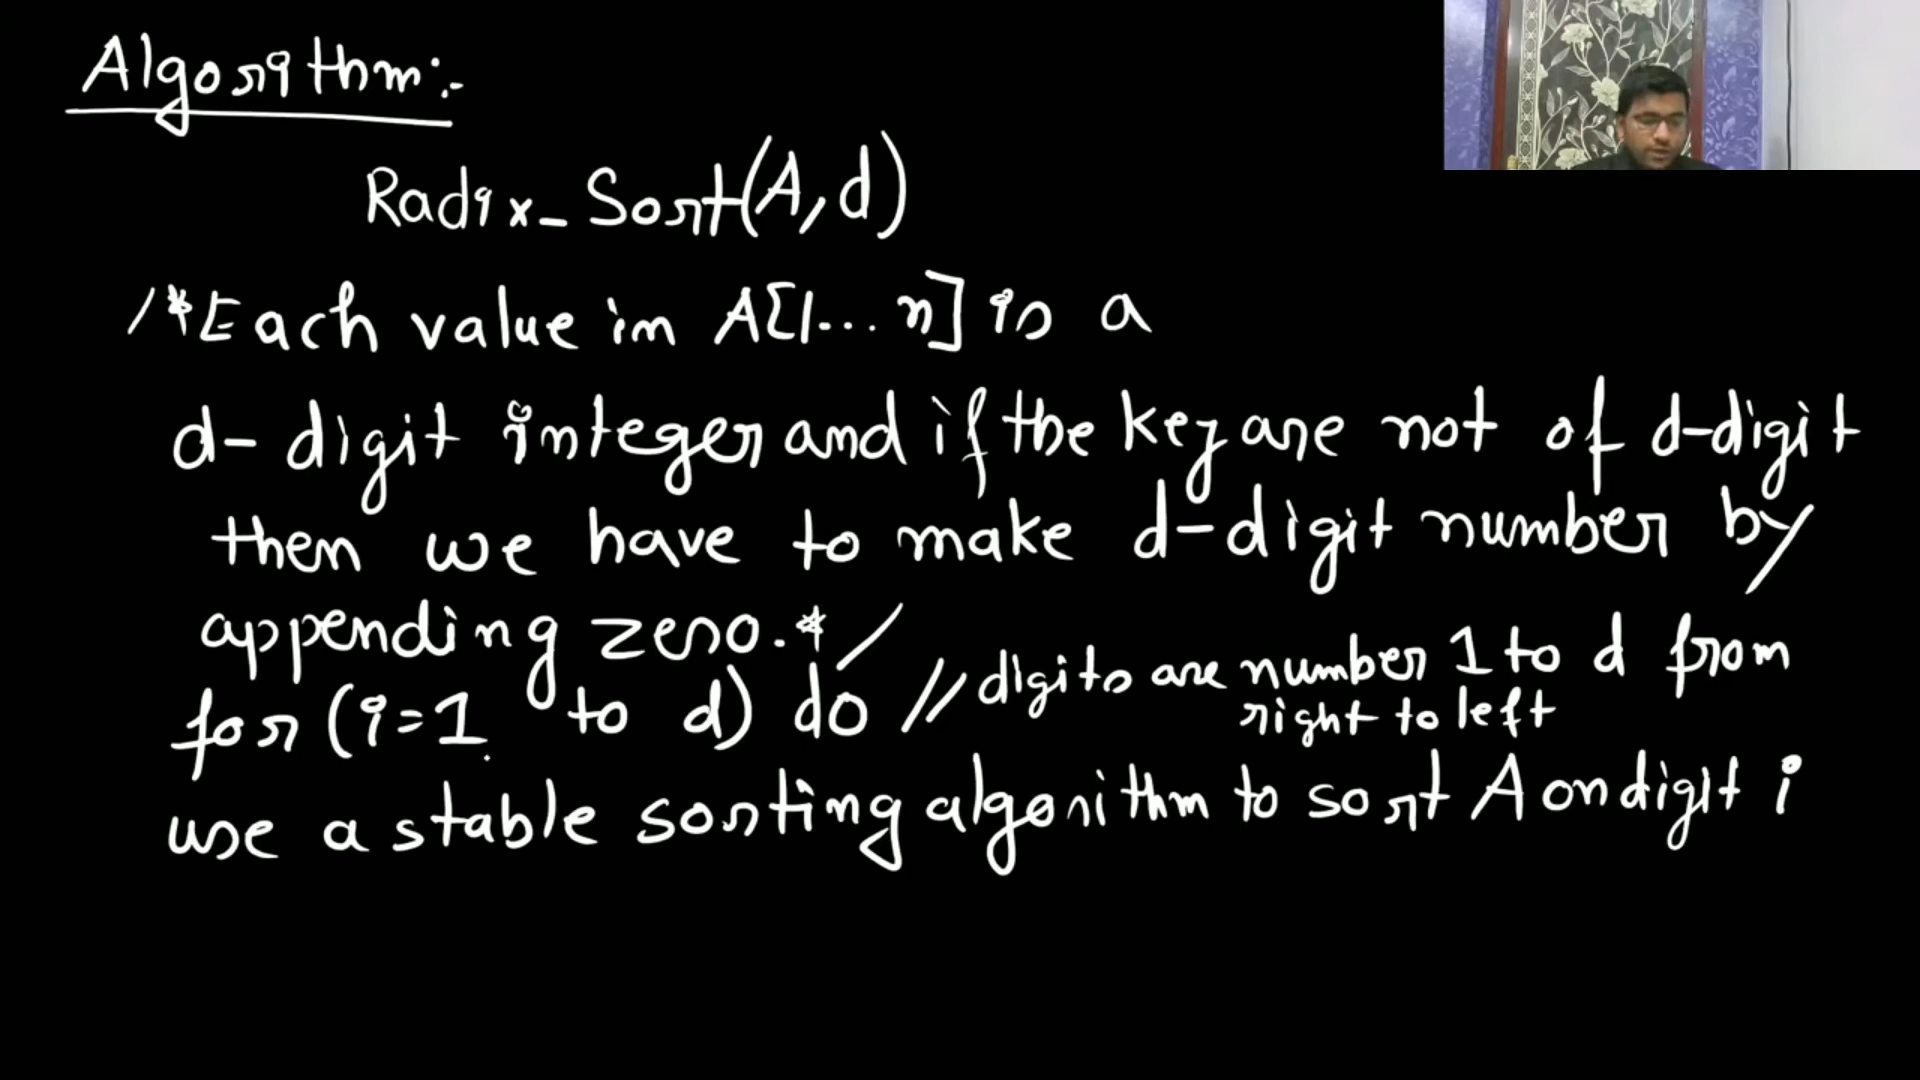 Algorithm:-
Radix_Sort(A,d)
/*Each value in A[1...n] is a
d-digit integer and if the key are not of d-digit
then we have to make d-digit number by
appending zero.*/
for (i=1 to d) do // digits are number 1 to d from
right to left
use a stable sorting algorithm to sort A on digit i